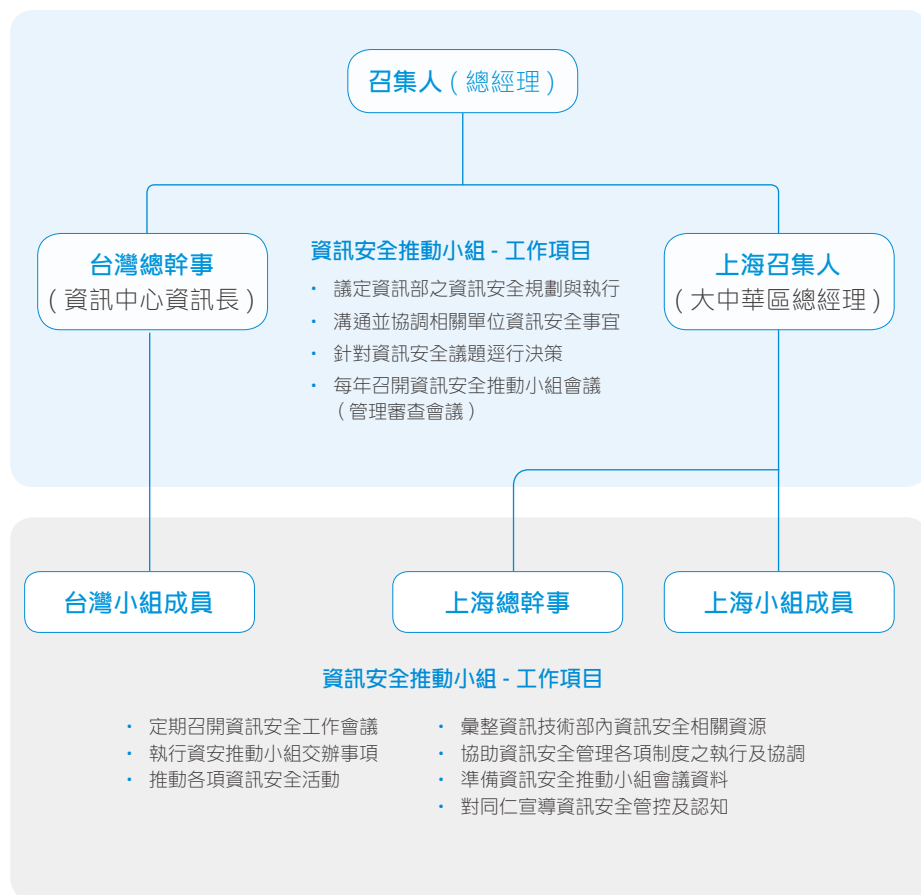 召集人（總經理）
台灣總幹事
（資訊中心資訊長）
資訊安全推動小組 - 工作項目
• 議定資訊部之資訊安全規劃與執行
• 溝通並協調相關單位資訊安全事宜
• 針對資訊安全議題逕行決策
• 每年召開資訊安全推動小組會議
（管理審查會議）
上海召集人
（大中華區總經理）
台灣小組成員
上海總幹事
上海小組成員
資訊安全推動小組 - 工作項目
• 定期召開資訊安全工作會議
• 執行資安推動小組交辦事項
• 推動各項資訊安全活動
• 彙整資訊技術部內資訊安全相關資源
• 協助資訊安全管理各項制度之執行及協調
• 準備資訊安全推動小組會議資料
• 對同仁宣導資訊安全管控及認知